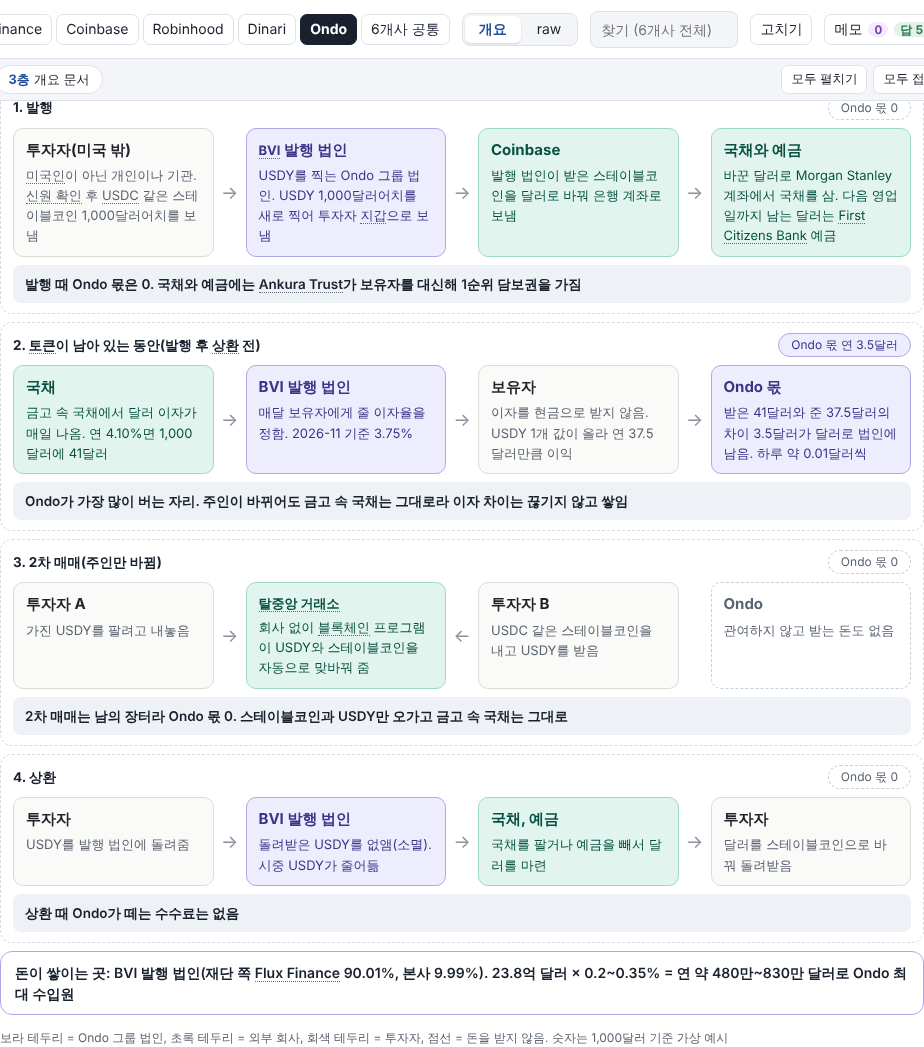 inance Coinbase Robinhood Dinari Ondo 6개사 공통 개요 raw 찾기 (6개사 전체) 고치기 메모 0 답 5
3층 개요 문서 모두 펼치기 모두 접
1. 발행 Ondo 몫 0
투자자(미국 밖)
미국인이 아닌 개인이나 기관.
신원 확인 후 USDC 같은 스테
이블코인 1,000달러어치를 보
냄
→
BVI 발행 법인
USDY를 찍는 Ondo 그룹 법
인. USDY 1,000달러어치를
새로 찍어 투자자 지갑으로 보
냄
→
Coinbase
발행 법인이 받은 스테이블코
인을 달러로 바꿔 은행 계좌로
보냄
→
국채와 예금
바꾼 달러로 Morgan Stanley
계좌에서 국채를 삼. 다음 영업
일까지 남는 달러는 First
Citizens Bank 예금
발행 때 Ondo 몫은 0. 국채와 예금에는 Ankura Trust가 보유자를 대신해 1순위 담보권을 가짐
2. 토큰이 남아 있는 동안(발행 후 상환 전) Ondo 몫 연 3.5달러
국채
금고 속 국채에서 달러 이자가
매일 나옴. 연 4.10%면 1,000
달러에 41달러
→
BVI 발행 법인
매달 보유자에게 줄 이자율을
정함. 2026-11 기준 3.75%
→
보유자
이자를 현금으로 받지 않음.
USDY 1개 값이 올라 연 37.5
달러만큼 이익
→
Ondo 몫
받은 41달러와 준 37.5달러의
차이 3.5달러가 달러로 법인에
남음. 하루 약 0.01달러씩
Ondo가 가장 많이 버는 자리. 주인이 바뀌어도 금고 속 국채는 그대로라 이자 차이는 끊기지 않고 쌓임
3. 2차 매매(주인만 바뀜) Ondo 몫 0
투자자 A
가진 USDY를 팔려고 내놓음
→
탈중앙 거래소
회사 없이 블록체인 프로그램
이 USDY와 스테이블코인을
자동으로 맞바꿔 줌
←
투자자 B
USDC 같은 스테이블코인을
내고 USDY를 받음
Ondo
관여하지 않고 받는 돈도 없음
2차 매매는 남의 장터라 Ondo 몫 0. 스테이블코인과 USDY만 오가고 금고 속 국채는 그대로
4. 상환 Ondo 몫 0
투자자
USDY를 발행 법인에 돌려줌
→
BVI 발행 법인
돌려받은 USDY를 없앰(소멸).
시중 USDY가 줄어듦
→
국채, 예금
국채를 팔거나 예금을 빼서 달
러를 마련
→
투자자
달러를 스테이블코인으로 바
꿔 돌려받음
상환 때 Ondo가 떼는 수수료는 없음
돈이 쌓이는 곳: BVI 발행 법인(재단 쪽 Flux Finance 90.01%, 본사 9.99%). 23.8억 달러 × 0.2~0.35% = 연 약 480만~830만 달러로 Ondo 최
대 수입원
보라 테두리 = Ondo 그룹 법인, 초록 테두리 = 외부 회사, 회색 테두리 = 투자자, 점선 = 돈을 받지 않음. 숫자는 1,000달러 기준 가상 예시